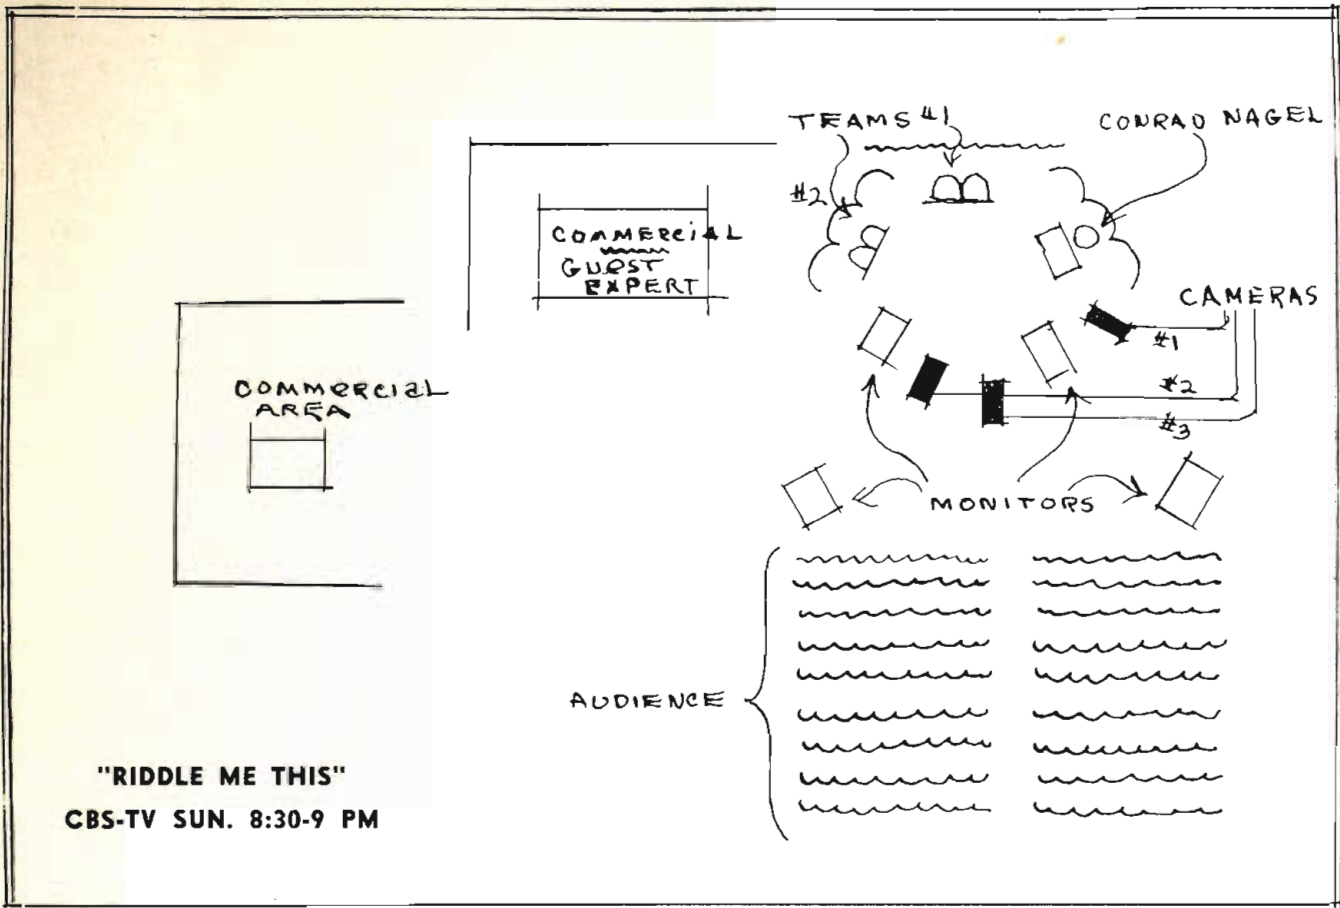 TEAMS #1
CONRAD NAGEL
#2
COMMERCIAL
GUEST
EXPERT
CAMERAS
#1
COMMERCIAL
AREA
#2
#3
MONITORS
AUDIENCE
"RIDDLE ME THIS"
CBS-TV SUN. 8:30-9 PM